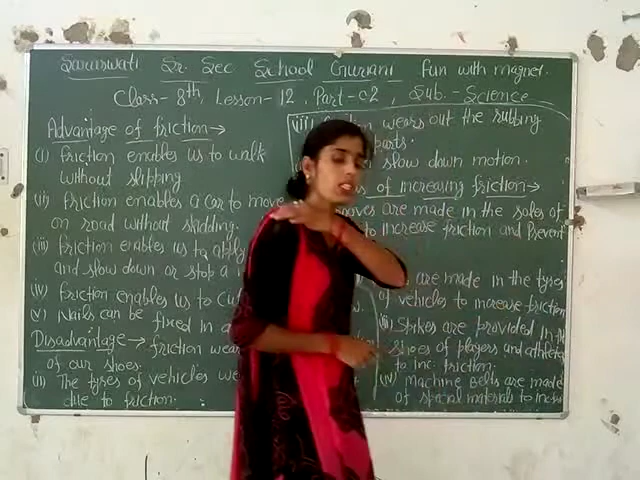 Sarswati Sr. Sec School Gurani Fun with magnet.
Class - 8th, Lesson - 12, Part - 02, Sub. - Science
Advantage of friction →
(i) friction enables us to walk
without slipping
(ii) friction enables a car to move
on road without skidding.
(iii) friction enables us to apply
and slow down or stop a
(iv) friction enables us to
(v) Nails can be fixed in
Disadvantage → friction wear
of our shoes.
(ii) The tyres of vehicles we
due to friction.
(iii) wears out the rubbing
parts.
slow down motion.
of increasing friction →
are made in the soles of
to increase friction and Prevent
are made in the tyres
of vehicles to increase friction
(iii) Spikes are provided in the
shoes of players and athletes
to inc. friction.
(iv) machine Belts are made
of special materials to